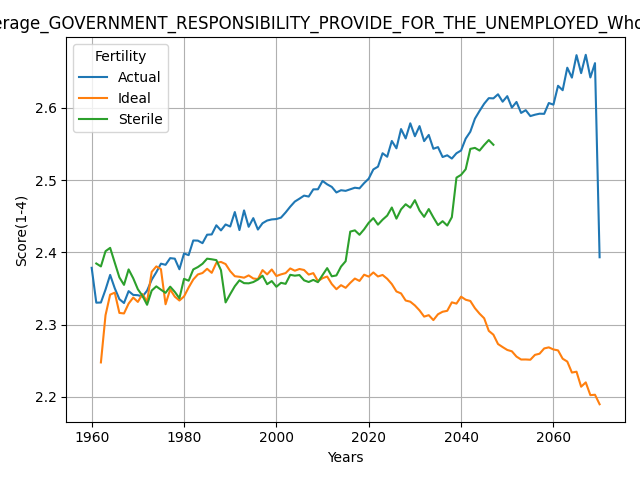 erage_GOVERNMENT_RESPONSIBILITY_PROVIDE_FOR_THE_UNEMPLOYED_Who
Fertility
Actual
Ideal
Sterile
Score(1-4)
2.6
2.5
2.4
2.3
2.2
1960 1980 2000 2020 2040 2060
Years